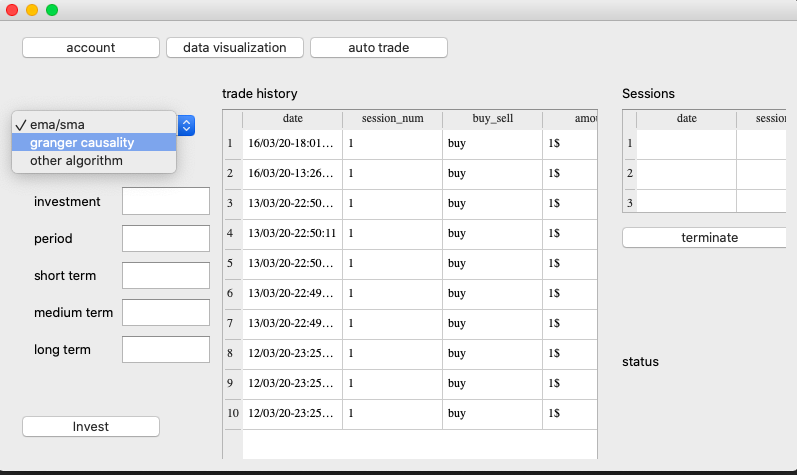 account data visualization auto trade
trade history
Sessions
ema/sma
granger causality
other algorithm
investment
period
short term
medium term
long term
Invest
date session_num buy_sell amou
1 16/03/20-18:01... 1 buy 1$
2 16/03/20-13:26... 1 buy 1$
3 13/03/20-22:50... 1 buy 1$
4 13/03/20-22:50:11 1 buy 1$
5 13/03/20-22:50... 1 buy 1$
6 13/03/20-22:49... 1 buy 1$
7 13/03/20-22:49... 1 buy 1$
8 12/03/20-23:25... 1 buy 1$
9 12/03/20-23:25... 1 buy 1$
10 12/03/20-23:25... 1 buy 1$
date session
1
2
3
terminate
status